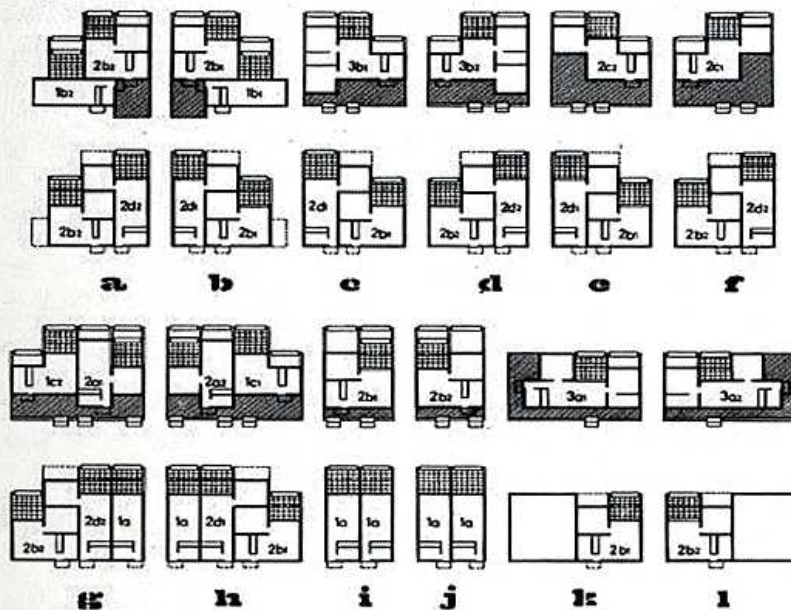 2b2 2b1 3b1 3b2 2c2 2c1
1b2 1b1
2d2 2d1 2d1 2d2 2d1 2d2
2b2 2b1 2b1 2b2 2b1 2b2
a b c d e f
1c2 2a1 2a2 1c1 2b1 2b2 3a1 3a2
2b2 2d2 1a 1a 2d1 2b1 1a 1a 1a 1a 2b1 2b2
g h i j k l